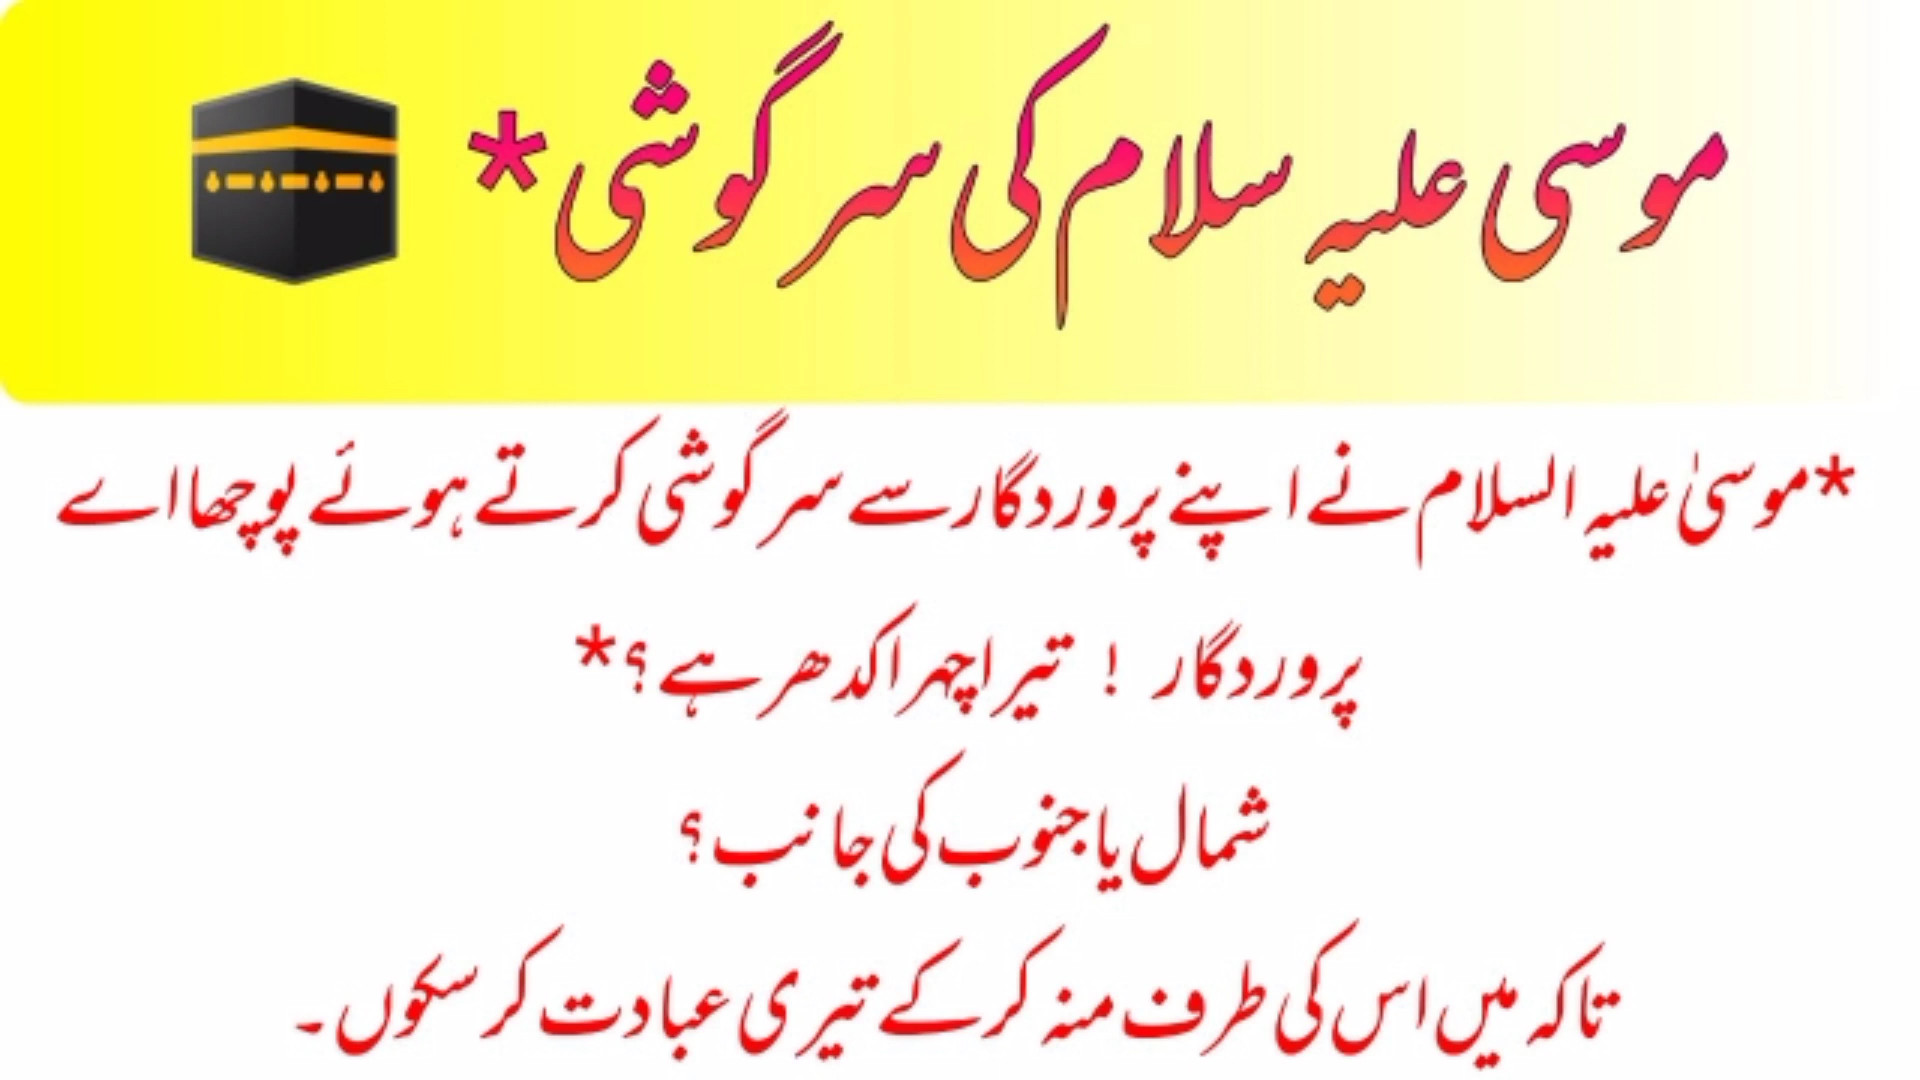 موسی علیہ سلام کی سرگوشی*
*موسیٰ علیہ السلام نے اپنے پروردگار سے سرگوشی کرتے ہوئے پوچھا اے
پروردگار ! تیرا چہرا کدھر ہے؟*
شمال یا جنوب کی جانب؟
تاکہ میں اس کی طرف منہ کر کے تیری عبادت کر سکوں۔